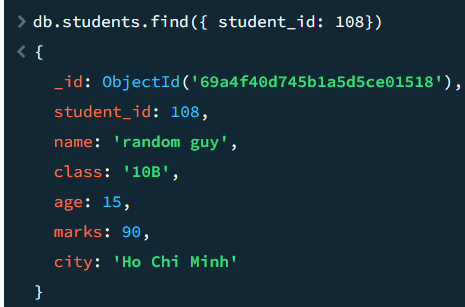 > db.students.find({ student_id: 108})
< {
_id: ObjectId('69a4f40d745b1a5d5ce01518'),
student_id: 108,
name: 'random guy',
class: '10B',
age: 15,
marks: 90,
city: 'Ho Chi Minh'
}